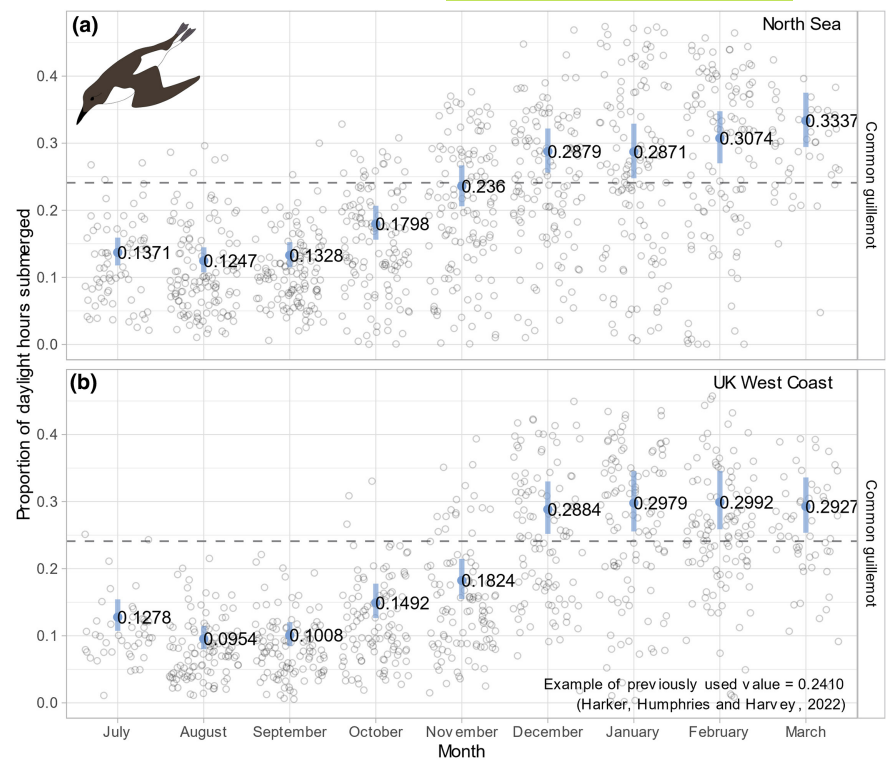 (a)
North Sea
0.4
0.3
0.2
0.1
0.0
0.1371
0.1247
0.1328
0.1798
0.236
0.2879
0.2871
0.3074
0.3337
Common guillemot
Proportion of daylight hours submerged
(b)
UK West Coast
0.4
0.3
0.2
0.1
0.0
0.1278
0.0954
0.1008
0.1492
0.1824
0.2884
0.2979
0.2992
0.2927
Common guillemot
Example of previously used value = 0.2410
(Harker, Humphries and Harvey, 2022)
July August September October November December January February March
Month